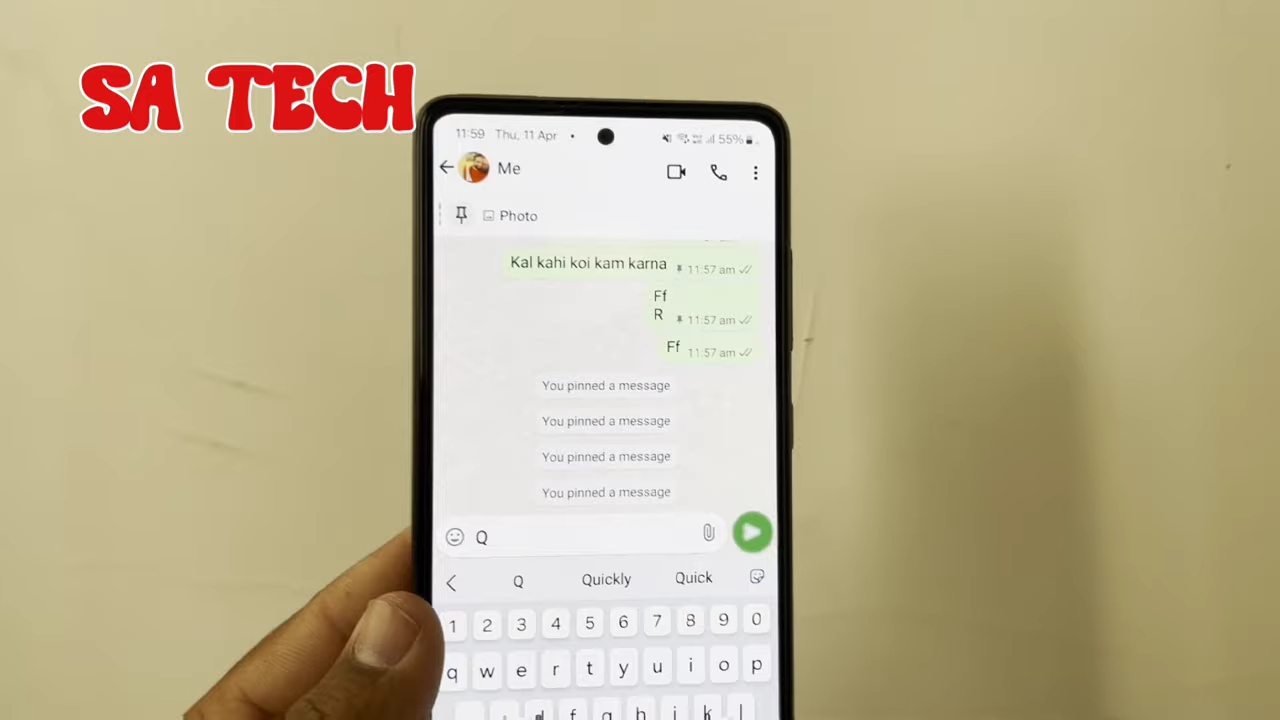 SA TECH
11:59 Thu, 11 Apr 55%
Me
Photo
Kal kahi koi kam karna 11:57 am
Ff
R 11:57 am
Ff 11:57 am
You pinned a message
You pinned a message
You pinned a message
You pinned a message
Q
Q Quickly Quick
1 2 3 4 5 6 7 8 9 0
q w e r t y u i o p
d f g h j k l